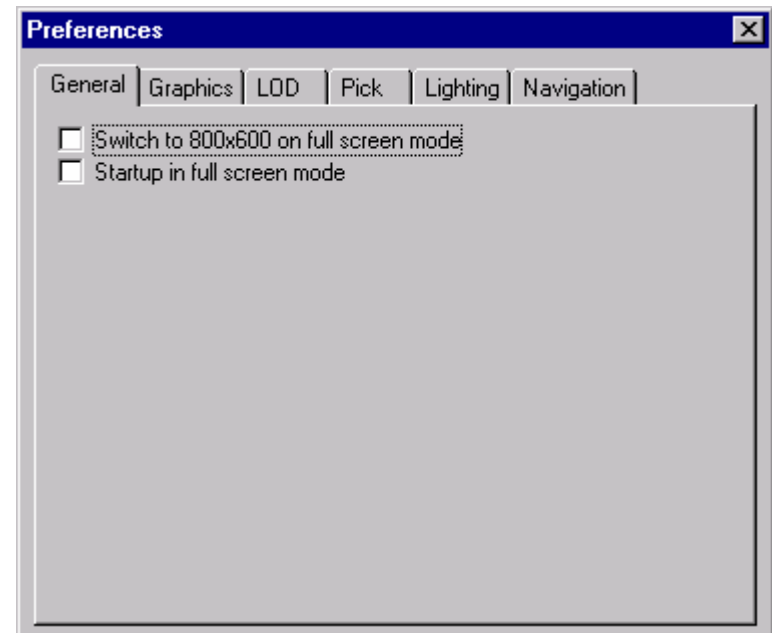 Preferences
General Graphics LOD Pick Lighting Navigation
Switch to 800x600 on full screen mode
Startup in full screen mode